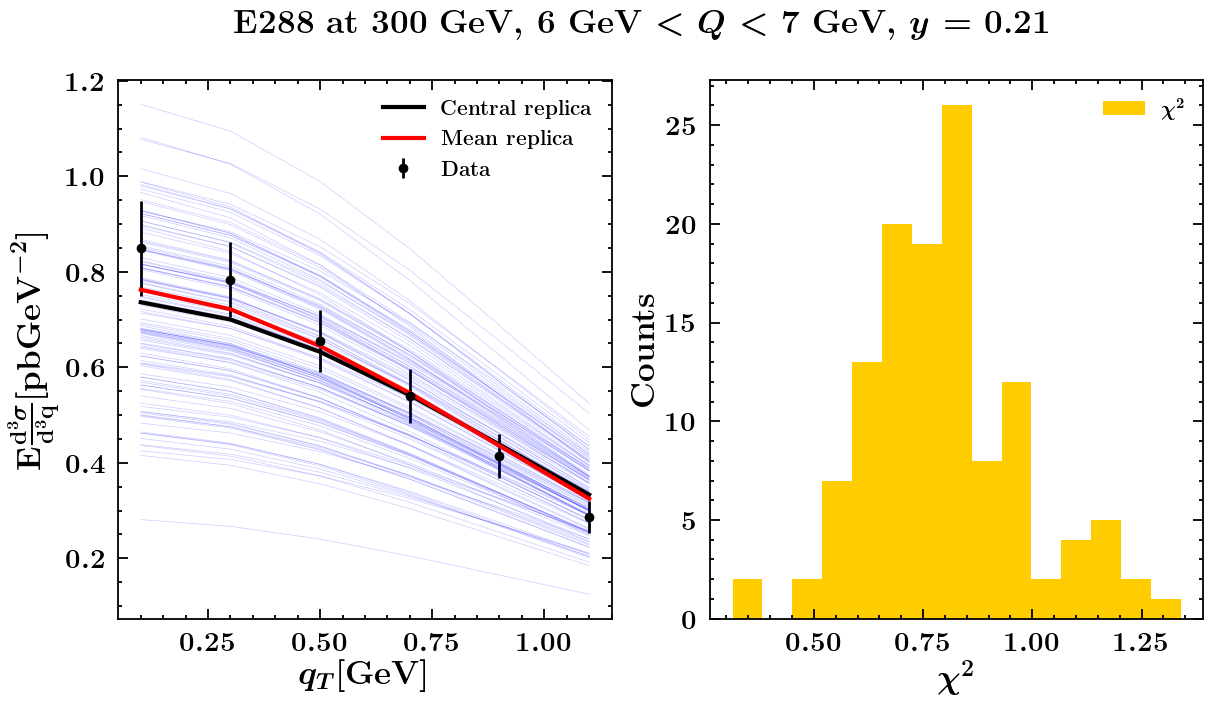 E288 at 300 GeV, 6 GeV < Q < 7 GeV, y = 0.21
1.2
1.0
0.8
0.6
0.4
0.2
E d³σ/d³q [pbGeV⁻²]
Central replica
Mean replica
Data
0.25 0.50 0.75 1.00
q_T[GeV]
25
20
15
10
5
0
Counts
χ²
0.50 0.75 1.00 1.25
χ²